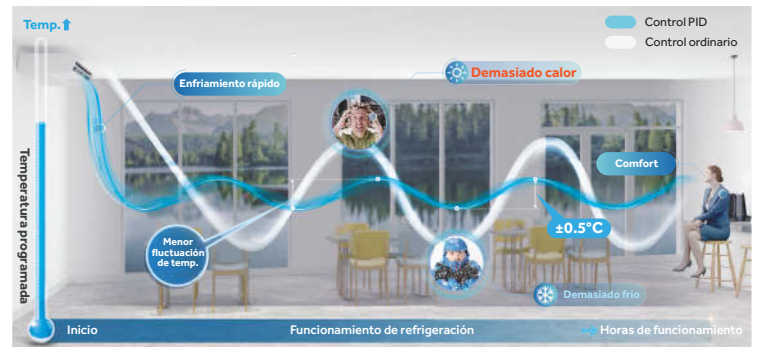 Temp.
Control PID
Control ordinario
Enfriamiento rápido
Demasiado calor
Temperatura programada
Comfort
Menor
fluctuación
de temp.
±0.5°C
Demasiado frío
Inicio
Funcionamiento de refrigeración
Horas de funcionamiento